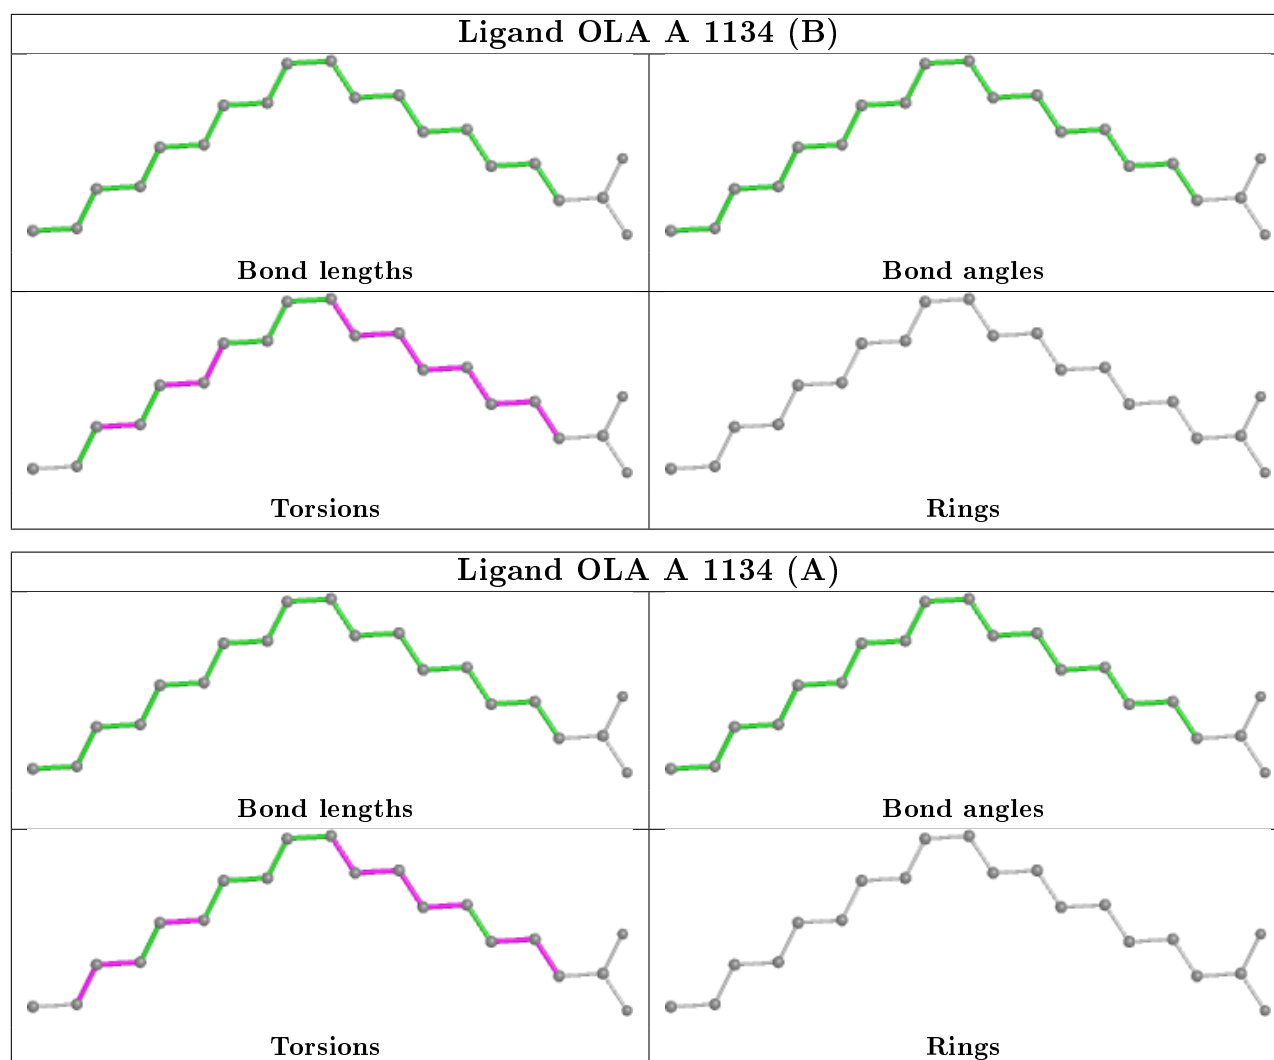 Ligand OLA A 1134 (B)
Bond lengths
Bond angles
Torsions
Rings
Ligand OLA A 1134 (A)
Bond lengths
Bond angles
Torsions
Rings